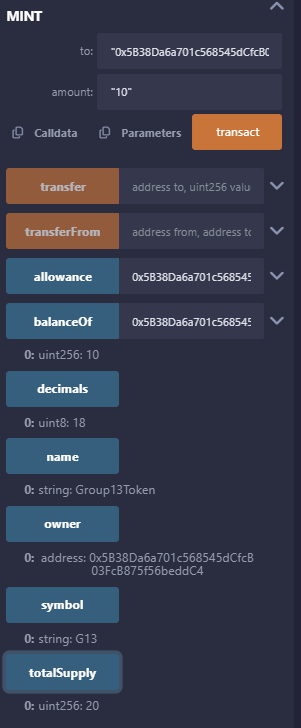 MINT
to: "0x5B38Da6a701c568545dCfcB0
amount: "10"
Calldata Parameters transact
transfer address to, uint256 valu
transferFrom address from, address to
allowance 0x5B38Da6a701c568545
balanceOf 0x5B38Da6a701c568545
0: uint256: 10
decimals
0: uint8: 18
name
0: string: Group13Token
owner
0: address: 0x5B38Da6a701c568545dCfcB
03FcB875f56beddC4
symbol
0: string: G13
totalSupply
0: uint256: 20